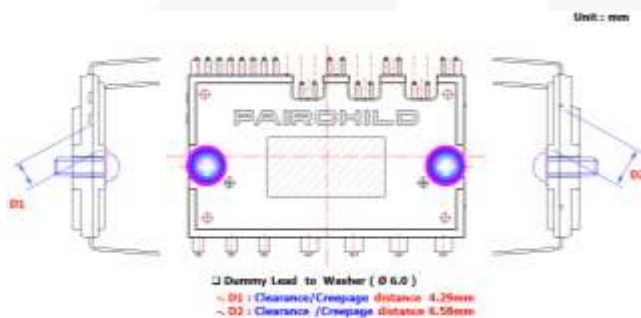 Unit : mm
FAIRCHILD
D1
D2
❑ Dummy Lead to Washer ( Ø 6.0 )
~. D1 : Clearance/Creepage distance 4.29mm
~. D2 : Clearance /Creepage distance 6.58mm